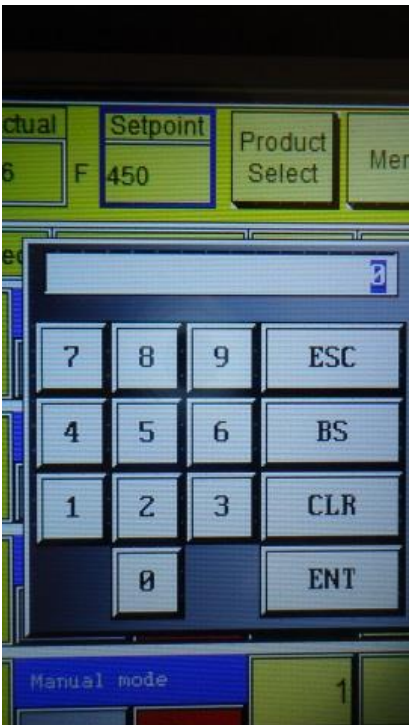 ctual
Setpoint
Product
Select
Mer
6
F
450
0
7 8 9 ESC
4 5 6 BS
1 2 3 CLR
0 ENT
Manual mode
1